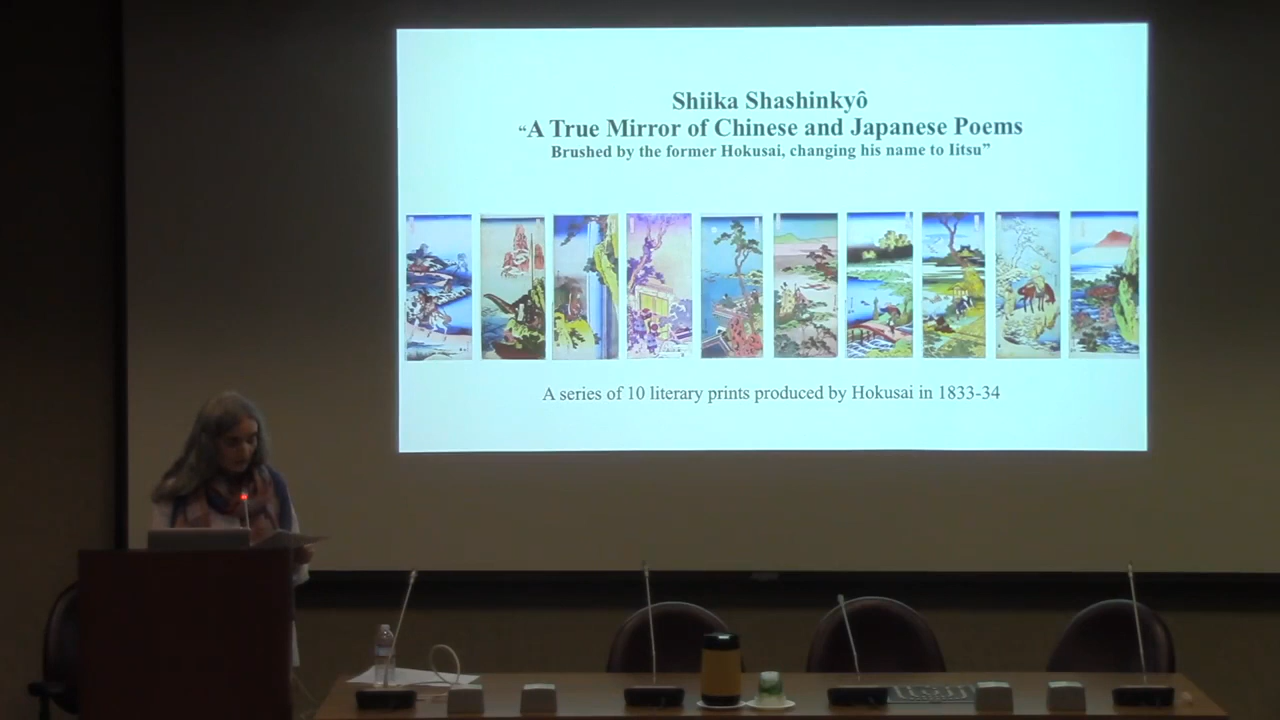 Shiika Shashinkyô
“A True Mirror of Chinese and Japanese Poems
Brushed by the former Hokusai, changing his name to Iitsu”
A series of 10 literary prints produced by Hokusai in 1833-34